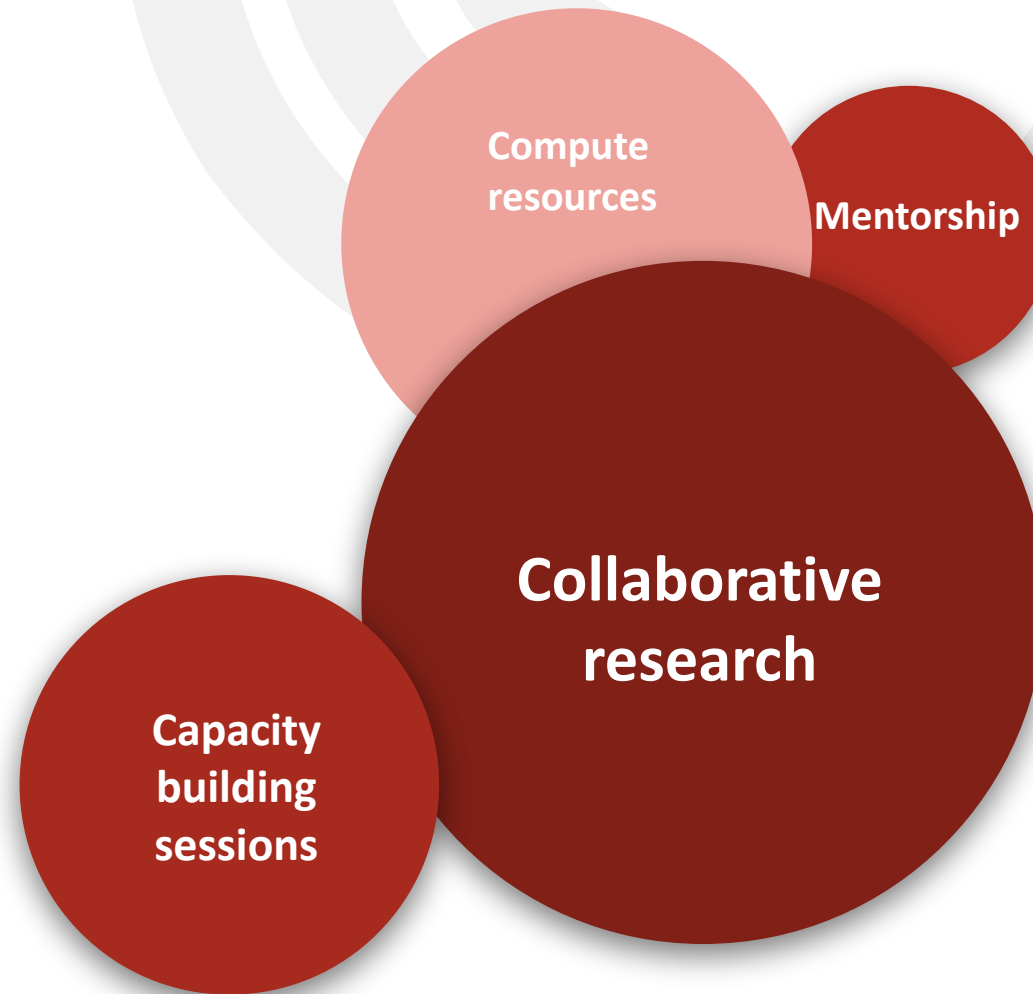 Compute
resources
Mentorship
Collaborative
research
Capacity
building
sessions